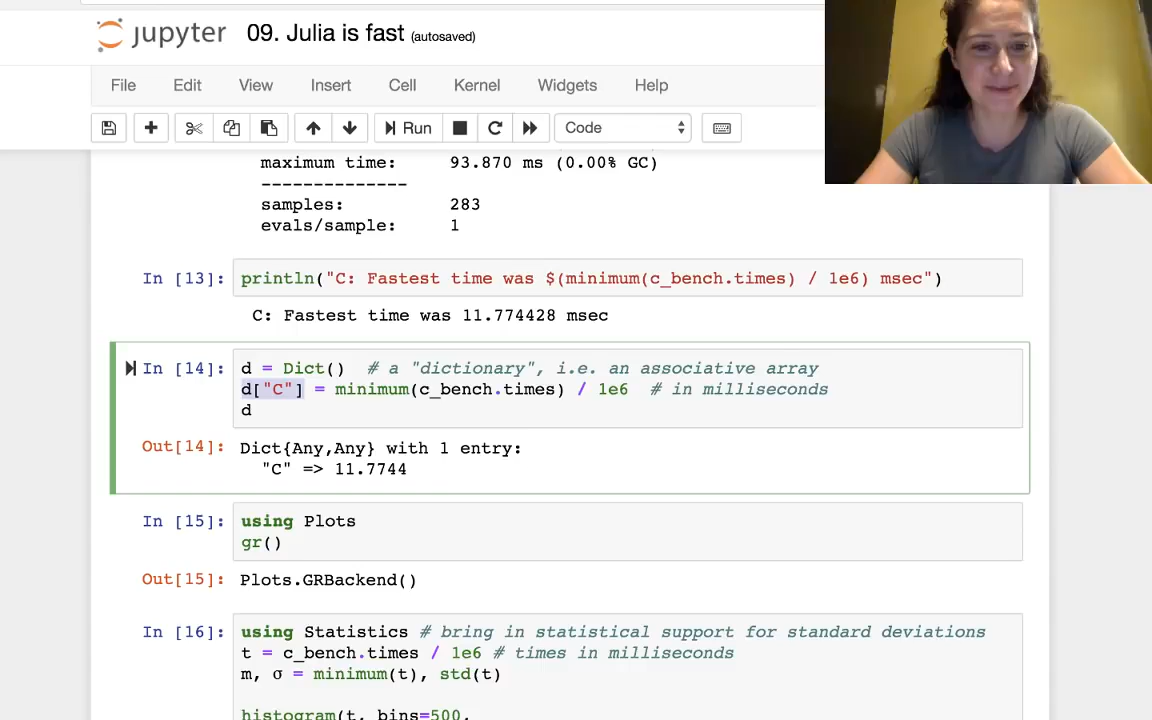 jupyter 09. Julia is fast (autosaved)
File Edit View Insert Cell Kernel Widgets Help
Run Code
maximum time: 93.870 ms (0.00% GC)
--------------
samples: 283
evals/sample: 1
In [13]: println("C: Fastest time was $(minimum(c_bench.times) / 1e6) msec")
C: Fastest time was 11.774428 msec
In [14]: d = Dict() # a "dictionary", i.e. an associative array
d["C"] = minimum(c_bench.times) / 1e6 # in milliseconds
d
Out[14]: Dict{Any,Any} with 1 entry:
"C" => 11.7744
In [15]: using Plots
gr()
Out[15]: Plots.GRBackend()
In [16]: using Statistics # bring in statistical support for standard deviations
t = c_bench.times / 1e6 # times in milliseconds
m, σ = minimum(t), std(t)
histogram(t, bins=500,